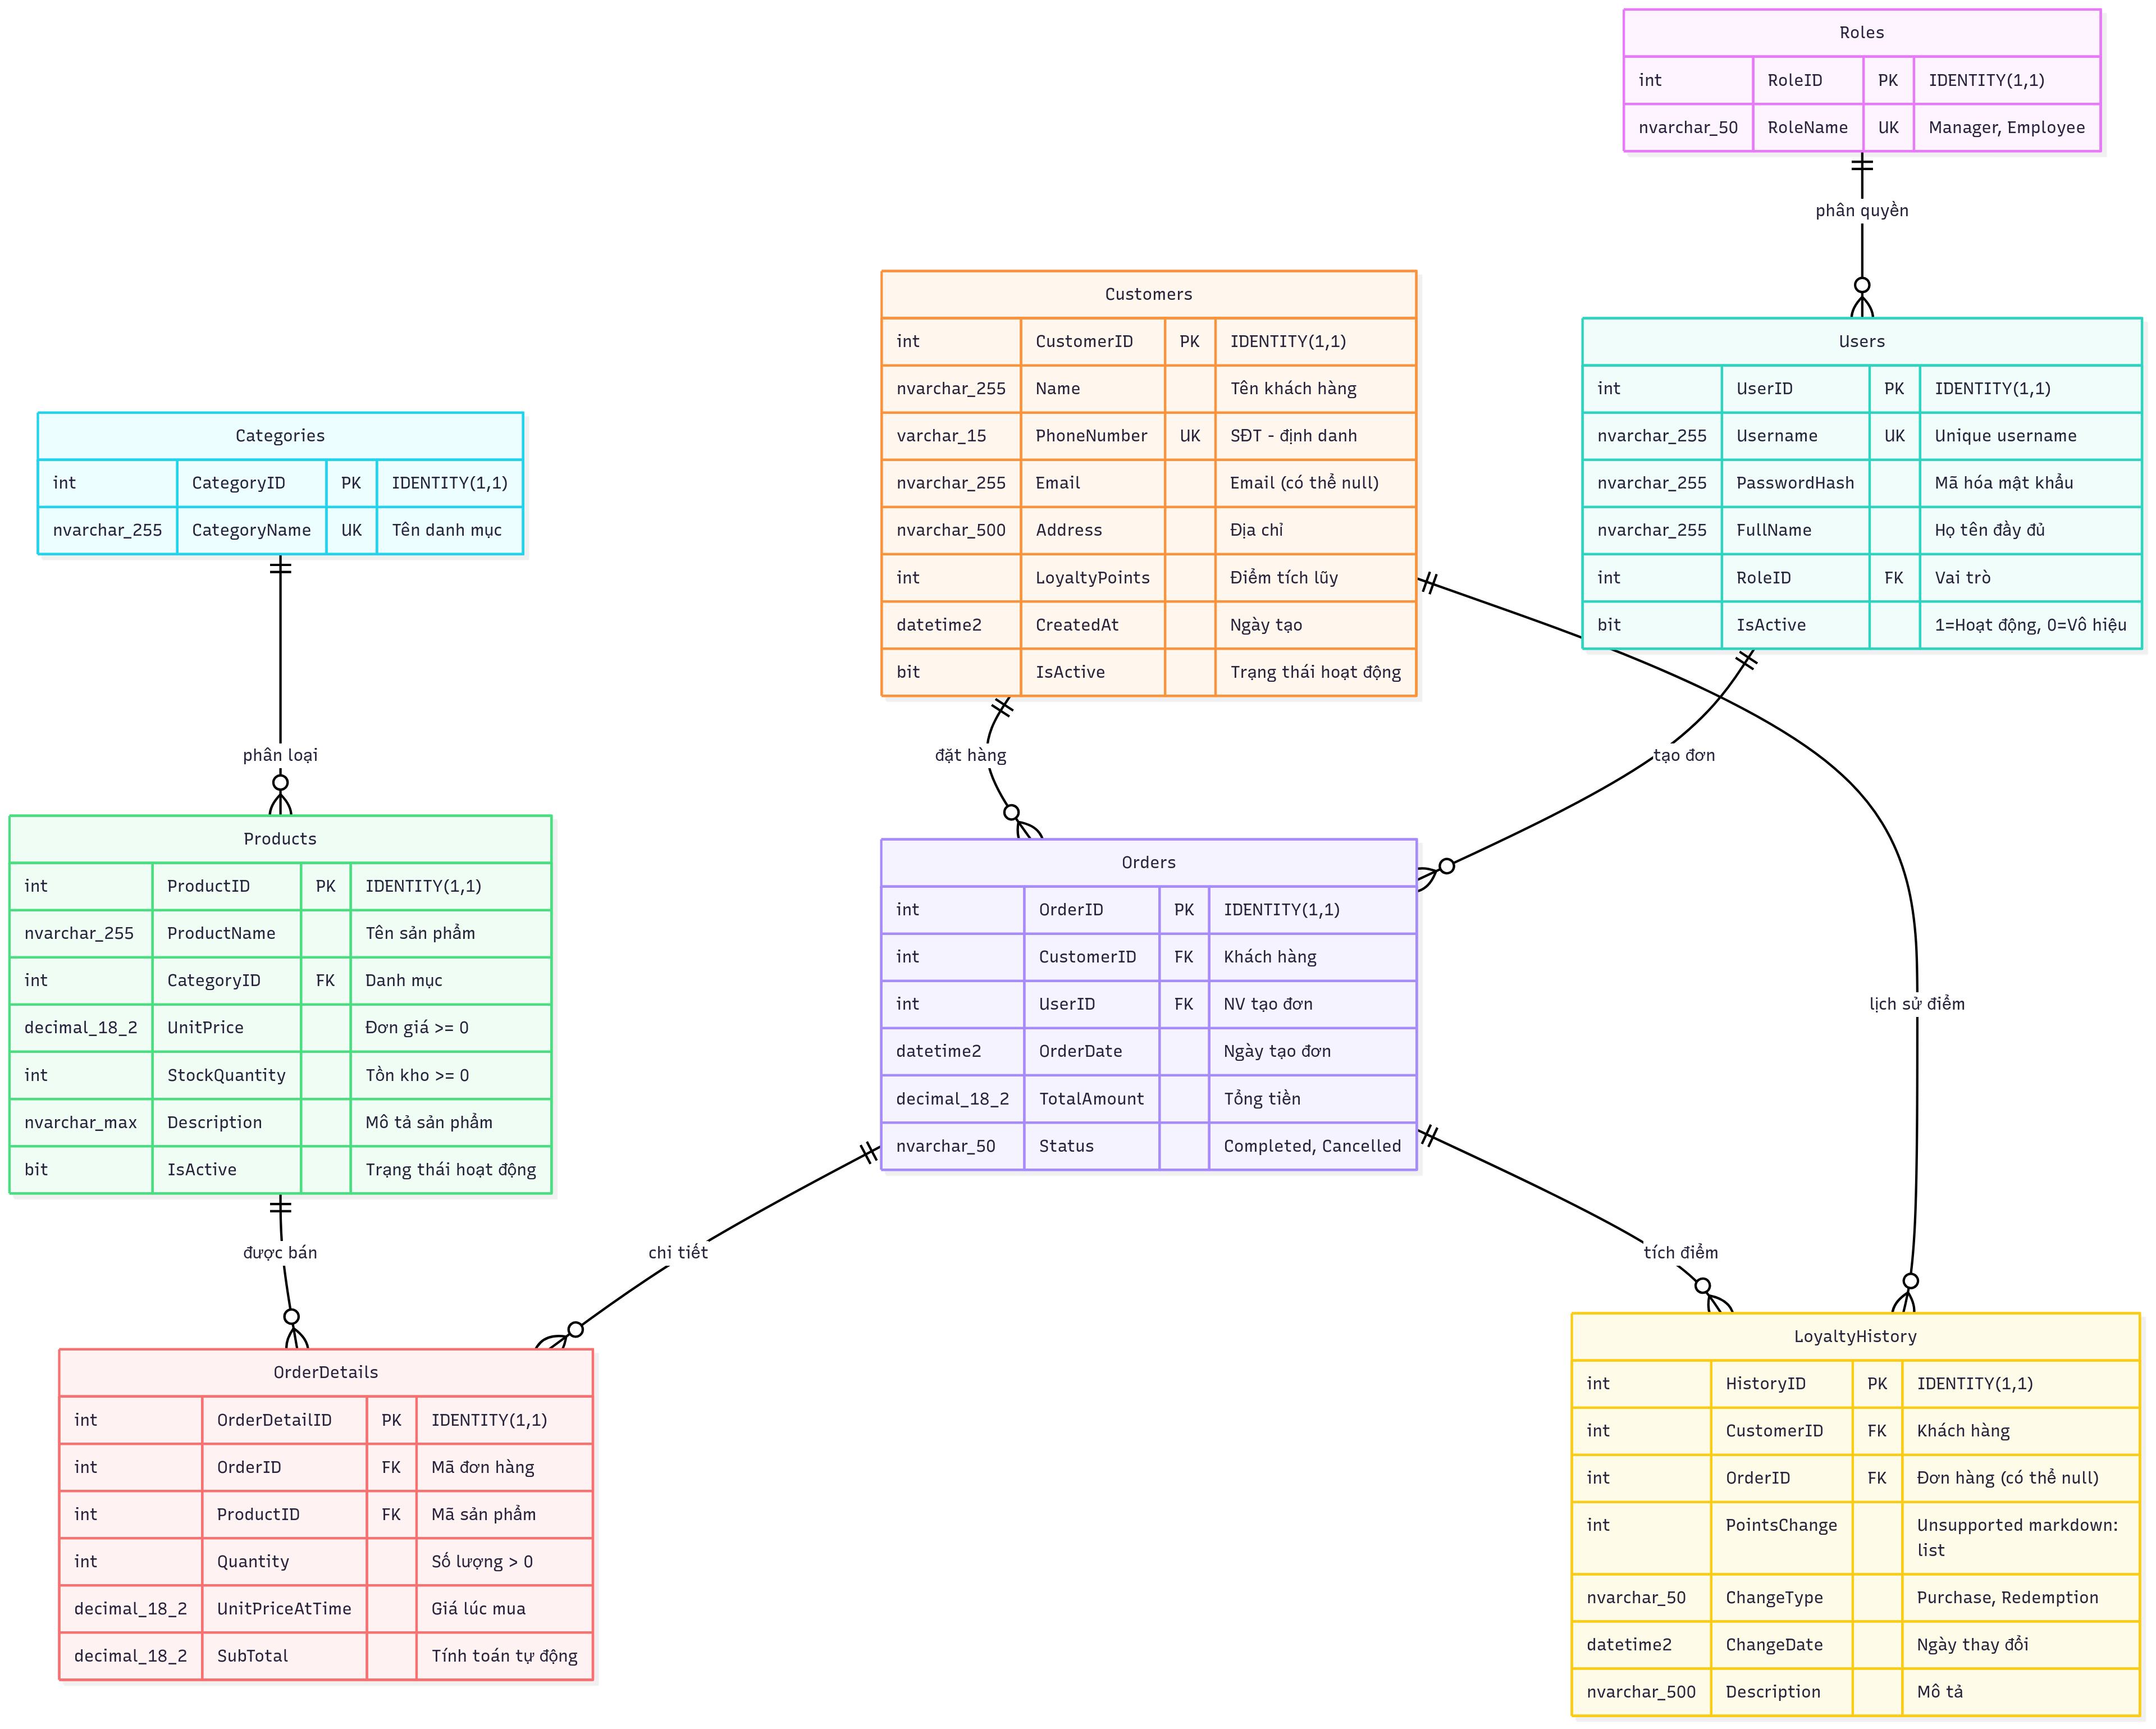 Roles
int RoleID PK IDENTITY(1,1)
nvarchar_50 RoleName UK Manager, Employee
phân quyền
Customers
int CustomerID PK IDENTITY(1,1)
nvarchar_255 Name Tên khách hàng
varchar_15 PhoneNumber UK SĐT - định danh
nvarchar_255 Email Email (có thể null)
nvarchar_500 Address Địa chỉ
int LoyaltyPoints Điểm tích lũy
datetime2 CreatedAt Ngày tạo
bit IsActive Trạng thái hoạt động
Users
int UserID PK IDENTITY(1,1)
nvarchar_255 Username UK Unique username
nvarchar_255 PasswordHash Mã hóa mật khẩu
nvarchar_255 FullName Họ tên đầy đủ
int RoleID FK Vai trò
bit IsActive 1=Hoạt động, 0=Vô hiệu
Categories
int CategoryID PK IDENTITY(1,1)
nvarchar_255 CategoryName UK Tên danh mục
phân loại
đặt hàng
tạo đơn
Products
int ProductID PK IDENTITY(1,1)
nvarchar_255 ProductName Tên sản phẩm
int CategoryID FK Danh mục
decimal_18_2 UnitPrice Đơn giá >= 0
int StockQuantity Tồn kho >= 0
nvarchar_max Description Mô tả sản phẩm
bit IsActive Trạng thái hoạt động
Orders
int OrderID PK IDENTITY(1,1)
int CustomerID FK Khách hàng
int UserID FK NV tạo đơn
datetime2 OrderDate Ngày tạo đơn
decimal_18_2 TotalAmount Tổng tiền
nvarchar_50 Status Completed, Cancelled
lịch sử điểm
được bán
chi tiết
tích điểm
OrderDetails
int OrderDetailID PK IDENTITY(1,1)
int OrderID FK Mã đơn hàng
int ProductID FK Mã sản phẩm
int Quantity Số lượng > 0
decimal_18_2 UnitPriceAtTime Giá lúc mua
decimal_18_2 SubTotal Tính toán tự động
LoyaltyHistory
int HistoryID PK IDENTITY(1,1)
int CustomerID FK Khách hàng
int OrderID FK Đơn hàng (có thể null)
int PointsChange Unsupported markdown:
list
nvarchar_50 ChangeType Purchase, Redemption
datetime2 ChangeDate Ngày thay đổi
nvarchar_500 Description Mô tả